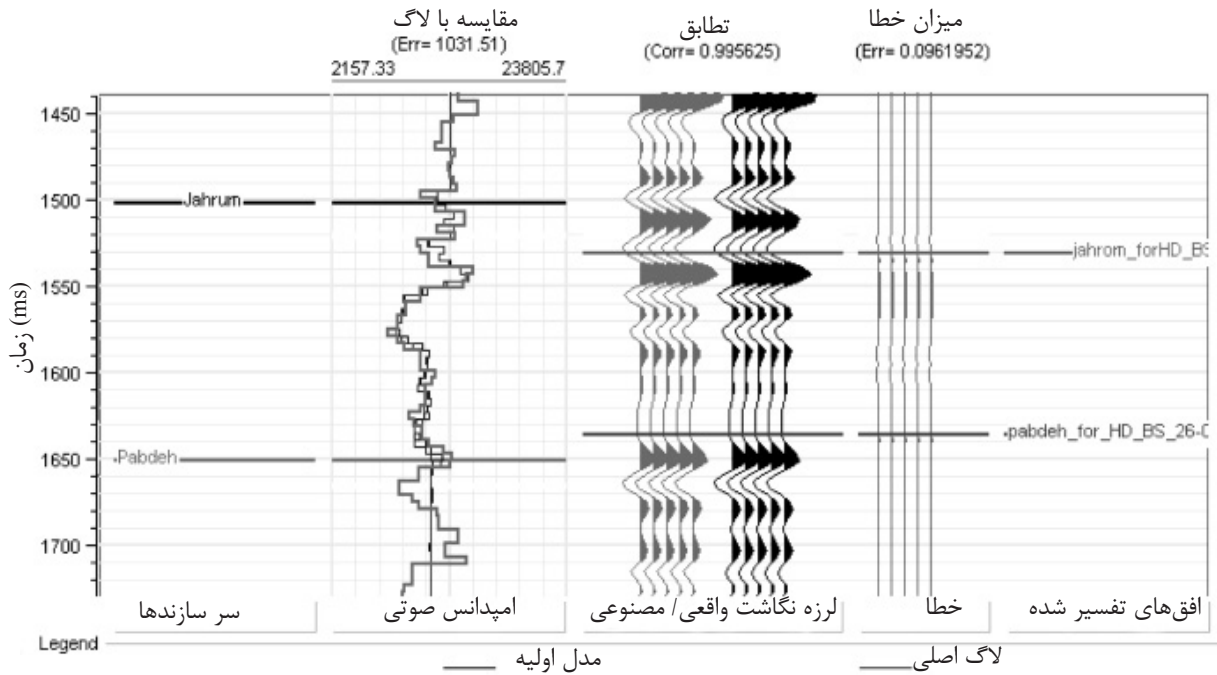 مقایسه با لاگ
(Err= 1031.51)
2157.33 23805.7
تطابق
(Corr= 0.995625)
میزان خطا
(Err= 0.0961952)
زمان (ms)
1450
1500
1550
1600
1650
1700
Jahrum
Pabdeh
jahrom_forHD_BS
pabdeh_for_HD_BS_26-0
سر سازندها
امپدانس صوتی
لرزه نگاشت واقعی/ مصنوعی
خطا
افق‌های تفسیر شده
Legend
مدل اولیه
لاگ اصلی